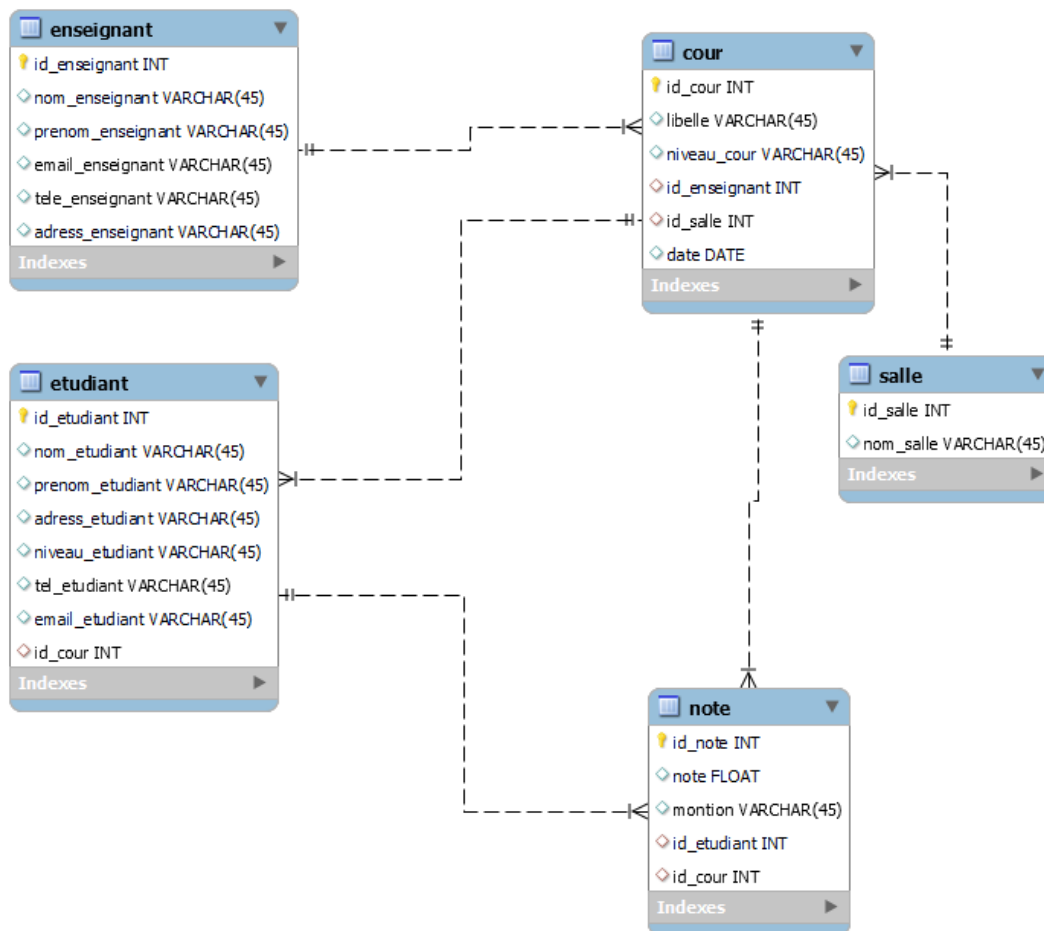 enseignant
id_enseignant INT
nom_enseignant VARCHAR(45)
prenom_enseignant VARCHAR(45)
email_enseignant VARCHAR(45)
tele_enseignant VARCHAR(45)
adress_enseignant VARCHAR(45)
Indexes
cour
id_cour INT
libelle VARCHAR(45)
niveau_cour VARCHAR(45)
id_enseignant INT
id_salle INT
date DATE
Indexes
etudiant
id_etudiant INT
nom_etudiant VARCHAR(45)
prenom_etudiant VARCHAR(45)
adress_etudiant VARCHAR(45)
niveau_etudiant VARCHAR(45)
tel_etudiant VARCHAR(45)
email_etudiant VARCHAR(45)
id_cour INT
Indexes
salle
id_salle INT
nom_salle VARCHAR(45)
Indexes
note
id_note INT
note FLOAT
montion VARCHAR(45)
id_etudiant INT
id_cour INT
Indexes